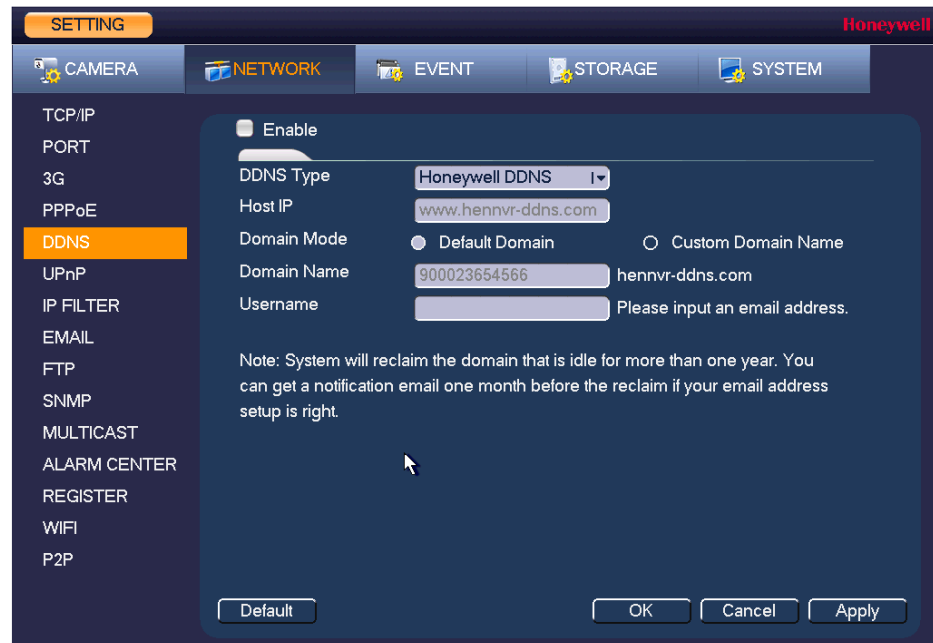 SETTING
Honeywell
CAMERA
NETWORK
EVENT
STORAGE
SYSTEM
TCP/IP
PORT
3G
PPPoE
DDNS
UPnP
IP FILTER
EMAIL
FTP
SNMP
MULTICAST
ALARM CENTER
REGISTER
WIFI
P2P
Enable
DDNS Type Honeywell DDNS
Host IP www.hennvr-ddns.com
Domain Mode Default Domain Custom Domain Name
Domain Name 900023654566 hennvr-ddns.com
Username Please input an email address.
Note: System will reclaim the domain that is idle for more than one year. You
can get a notification email one month before the reclaim if your email address
setup is right.
Default OK Cancel Apply